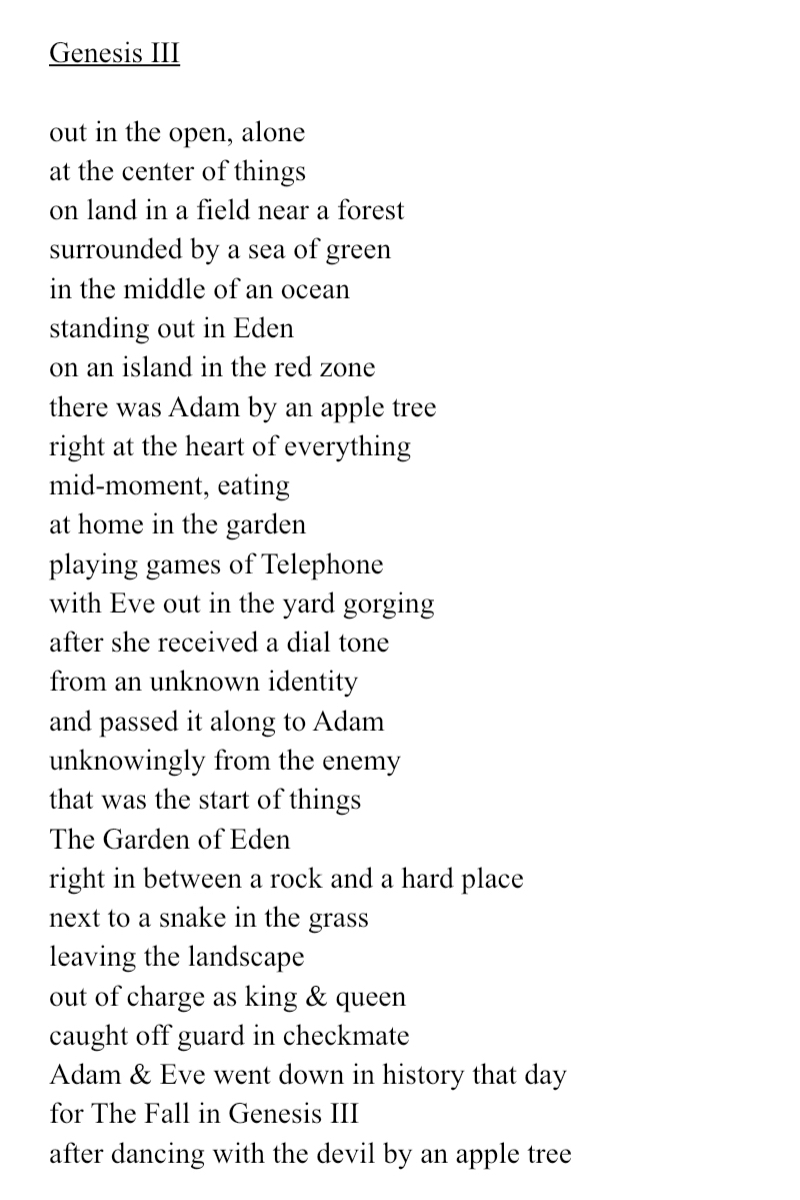 Genesis III
out in the open, alone
at the center of things
on land in a field near a forest
surrounded by a sea of green
in the middle of an ocean
standing out in Eden
on an island in the red zone
there was Adam by an apple tree
right at the heart of everything
mid-moment, eating
at home in the garden
playing games of Telephone
with Eve out in the yard gorging
after she received a dial tone
from an unknown identity
and passed it along to Adam
unknowingly from the enemy
that was the start of things
The Garden of Eden
right in between a rock and a hard place
next to a snake in the grass
leaving the landscape
out of charge as king & queen
caught off guard in checkmate
Adam & Eve went down in history that day
for The Fall in Genesis III
after dancing with the devil by an apple tree